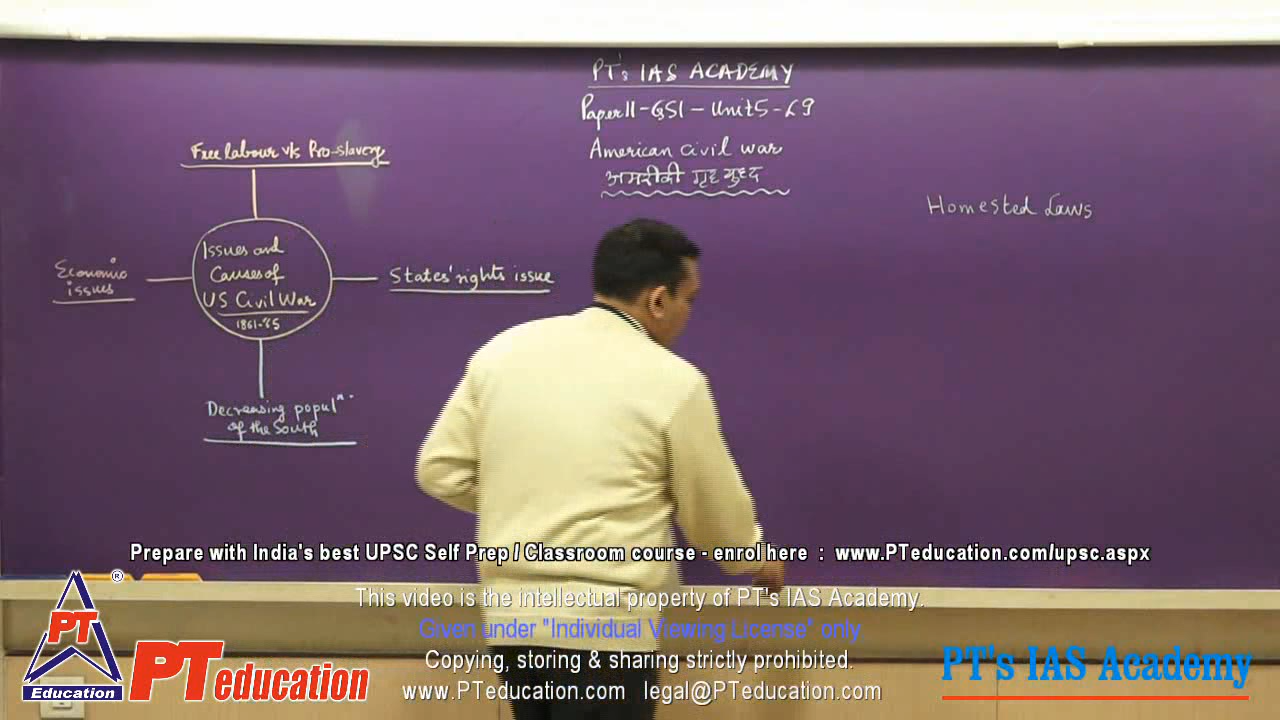 PT's IAS ACADEMY
Paper II - GSI - Unit 5 - L9
American civil war
अमरीकी गृह युध्द
Free labour v/s Pro-slavery
Issues and
Causes of
US Civil War
1861-'65
Economic
issues
States' rights issue
Decreasing popul^n.
of the South
Homested Laws
Prepare with India's best UPSC Self Prep / Classroom course - enrol here : www.PTeducation.com/upsc.aspx
This video is the intellectual property of PT's IAS Academy.
Given under "Individual Viewing License" only
Copying, storing & sharing strictly prohibited.
www.PTeducation.com legal@PTeducation.com
PT
Education
®
PT education
PT's IAS Academy